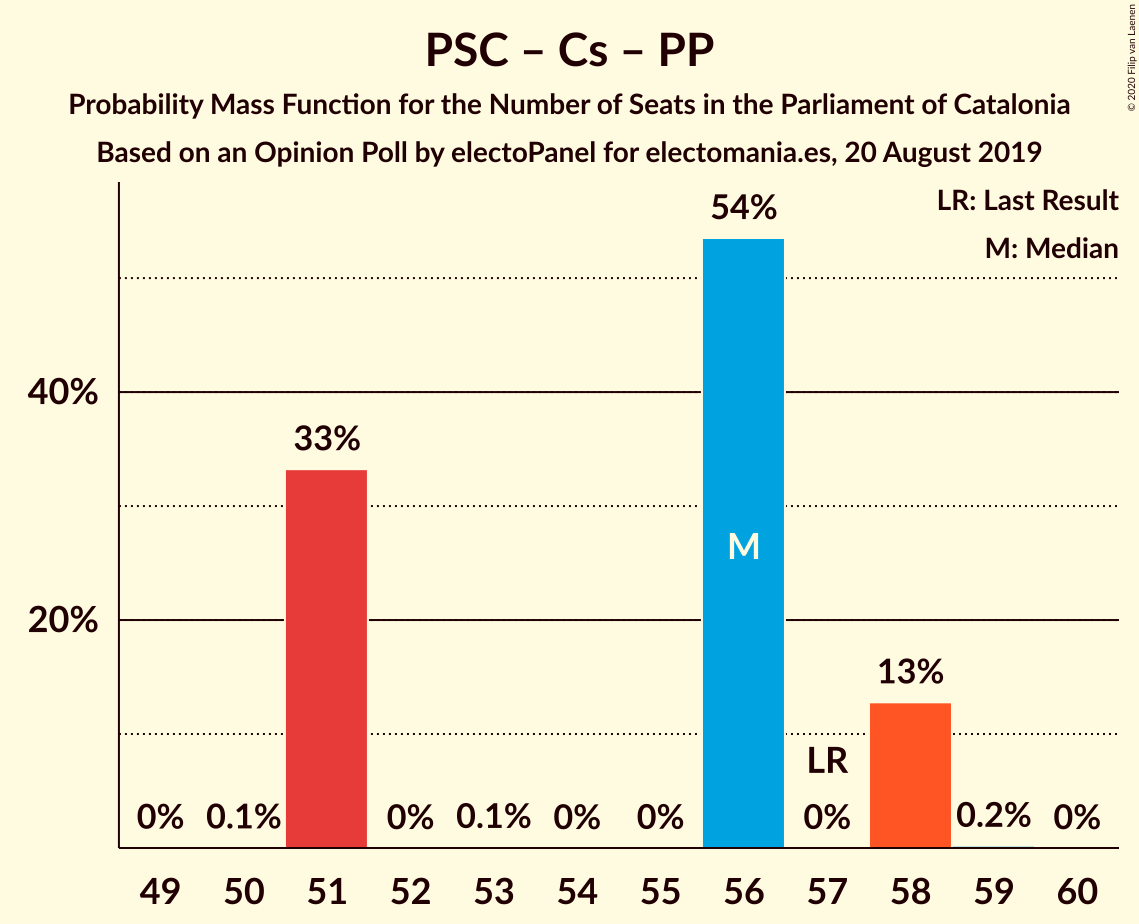 PSC – Cs – PP
Probability Mass Function for the Number of Seats in the Parliament of Catalonia
Based on an Opinion Poll by electoPanel for electomania.es, 20 August 2019
© 2020 Filip van Laenen
LR: Last Result
M: Median
54%
40%
33%
M
20%
13%
LR
0% 0.1% 0% 0.1% 0% 0% 0% 0.2% 0%
49 50 51 52 53 54 55 56 57 58 59 60